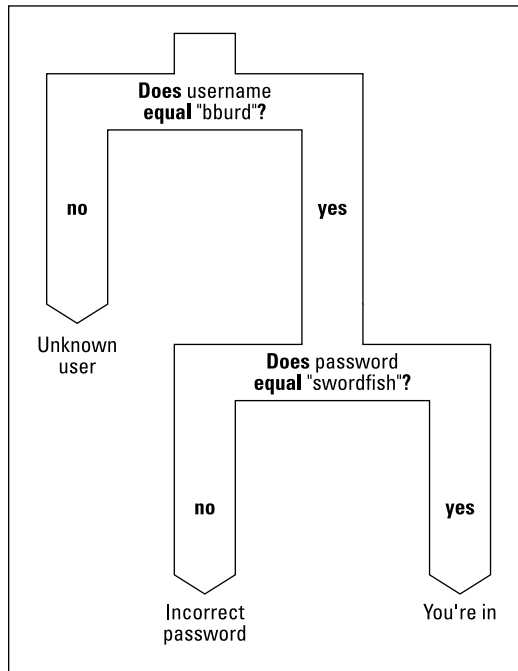 Does username
equal "bburd"?
no
yes
Unknown
user
Does password
equal "swordfish"?
no
yes
Incorrect
password
You're in